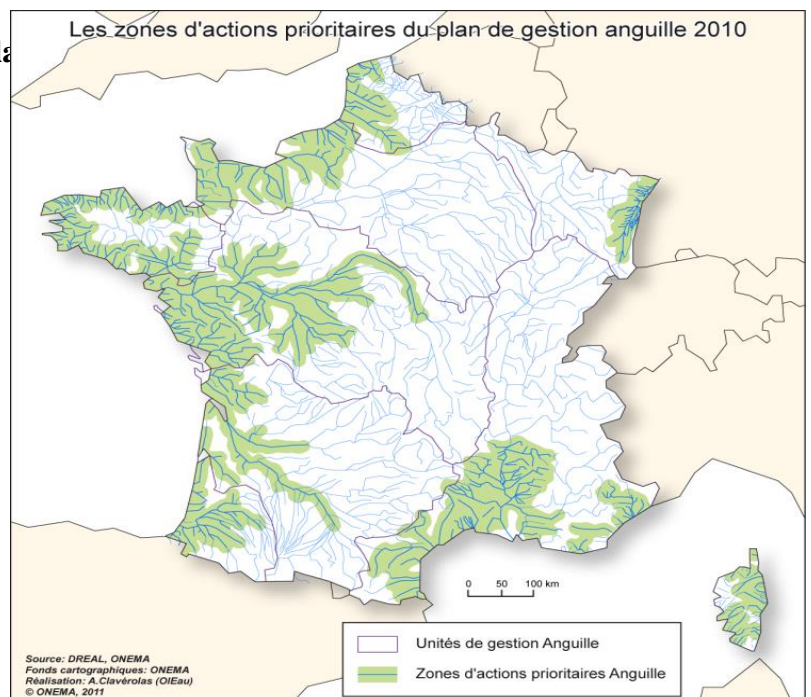 Les zones d'actions prioritaires du plan de gestion anguille 2010
0 50 100 km
Unités de gestion Anguille
Zones d'actions prioritaires Anguille
Source: DREAL, ONEMA
Fonds cartographiques: ONEMA
Réalisation: A.Clavérolas (OIEau)
© ONEMA, 2011